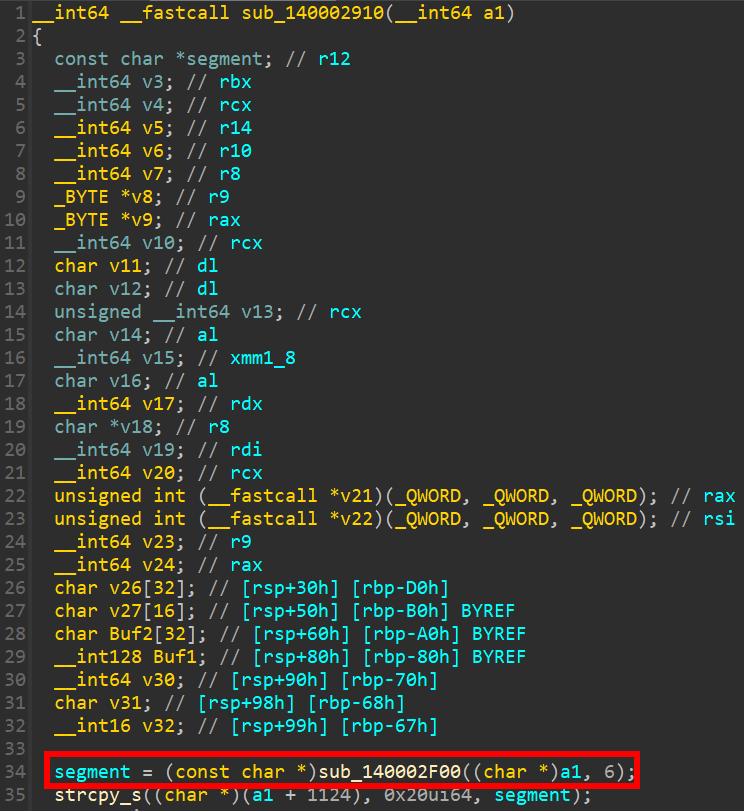 1 __int64 __fastcall sub_140002910(__int64 a1)
2 {
3 const char *segment; // r12
4 __int64 v3; // rbx
5 __int64 v4; // rcx
6 __int64 v5; // r14
7 __int64 v6; // r10
8 __int64 v7; // r8
9 _BYTE *v8; // r9
10 _BYTE *v9; // rax
11 __int64 v10; // rcx
12 char v11; // dl
13 char v12; // dl
14 unsigned __int64 v13; // rcx
15 char v14; // al
16 __int64 v15; // xmm1_8
17 char v16; // al
18 __int64 v17; // rdx
19 char *v18; // r8
20 __int64 v19; // rdi
21 __int64 v20; // rcx
22 unsigned int (__fastcall *v21)(_QWORD, _QWORD, _QWORD); // rax
23 unsigned int (__fastcall *v22)(_QWORD, _QWORD, _QWORD); // rsi
24 __int64 v23; // r9
25 __int64 v24; // rax
26 char v26[32]; // [rsp+30h] [rbp-D0h]
27 char v27[16]; // [rsp+50h] [rbp-B0h] BYREF
28 char Buf2[32]; // [rsp+60h] [rbp-A0h] BYREF
29 __int128 Buf1; // [rsp+80h] [rbp-80h] BYREF
30 __int64 v30; // [rsp+90h] [rbp-70h]
31 char v31; // [rsp+98h] [rbp-68h]
32 __int16 v32; // [rsp+99h] [rbp-67h]
33
34 segment = (const char *)sub_140002F00((char *)a1, 6);
35 strcpy_s((char *)(a1 + 1124), 0x20ui64, segment);